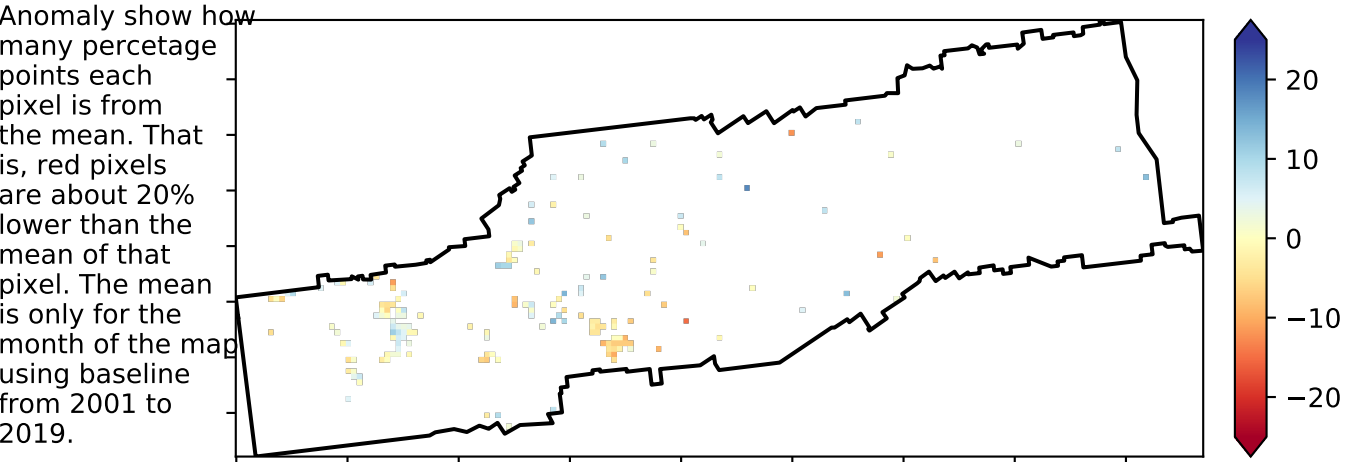 Anomaly show how
many percetage
points each
pixel is from
the mean. That
is, red pixels
are about 20%
lower than the
mean of that
pixel. The mean
is only for the
month of the map
using baseline
from 2001 to
2019.
20
10
0
−10
−20